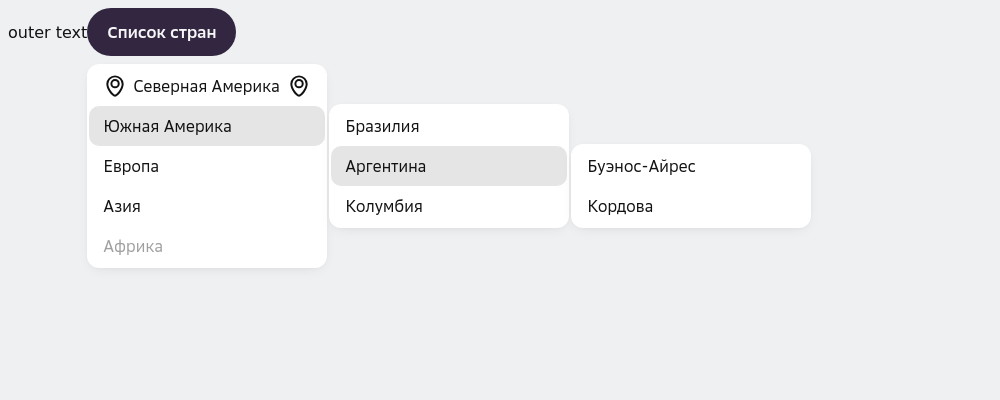 outer text
Список стран
Северная Америка
Южная Америка
Европа
Азия
Африка
Бразилия
Аргентина
Колумбия
Буэнос-Айрес
Кордова